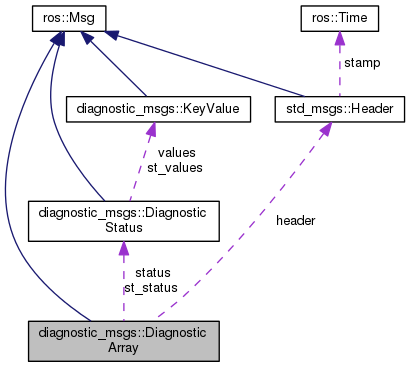 ros::Msg
ros::Time
stamp
diagnostic_msgs::KeyValue
std_msgs::Header
values
st_values
diagnostic_msgs::Diagnostic
Status
header
status
st_status
diagnostic_msgs::Diagnostic
Array